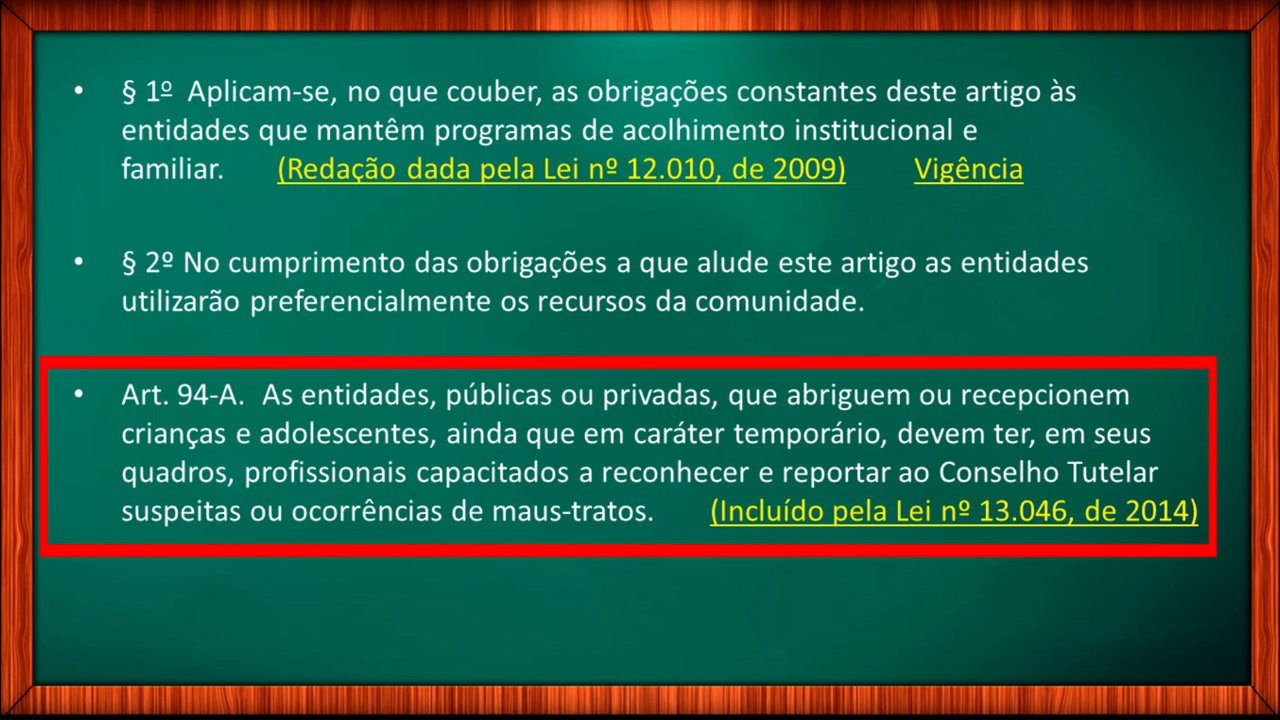 • § 1º Aplicam-se, no que couber, as obrigações constantes deste artigo às
entidades que mantêm programas de acolhimento institucional e
familiar. (Redação dada pela Lei nº 12.010, de 2009) Vigência
• § 2º No cumprimento das obrigações a que alude este artigo as entidades
utilizarão preferencialmente os recursos da comunidade.
• Art. 94-A. As entidades, públicas ou privadas, que abriguem ou recepcionem
crianças e adolescentes, ainda que em caráter temporário, devem ter, em seus
quadros, profissionais capacitados a reconhecer e reportar ao Conselho Tutelar
suspeitas ou ocorrências de maus-tratos. (Incluído pela Lei nº 13.046, de 2014)